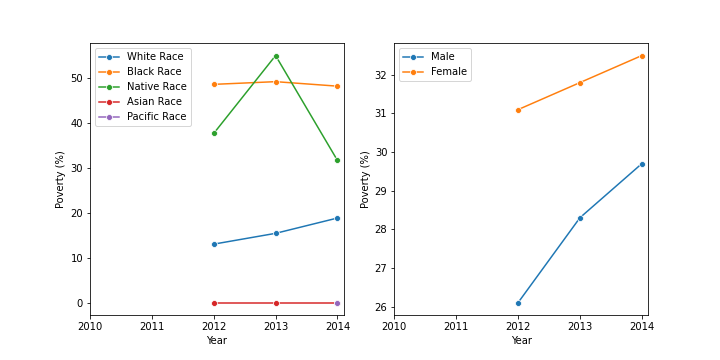 White Race
Black Race
Native Race
Asian Race
Pacific Race
50
40
30
20
10
0
Poverty (%)
2010 2011 2012 2013 2014
Year
Male
Female
32
31
30
29
28
27
26
Poverty (%)
2010 2011 2012 2013 2014
Year